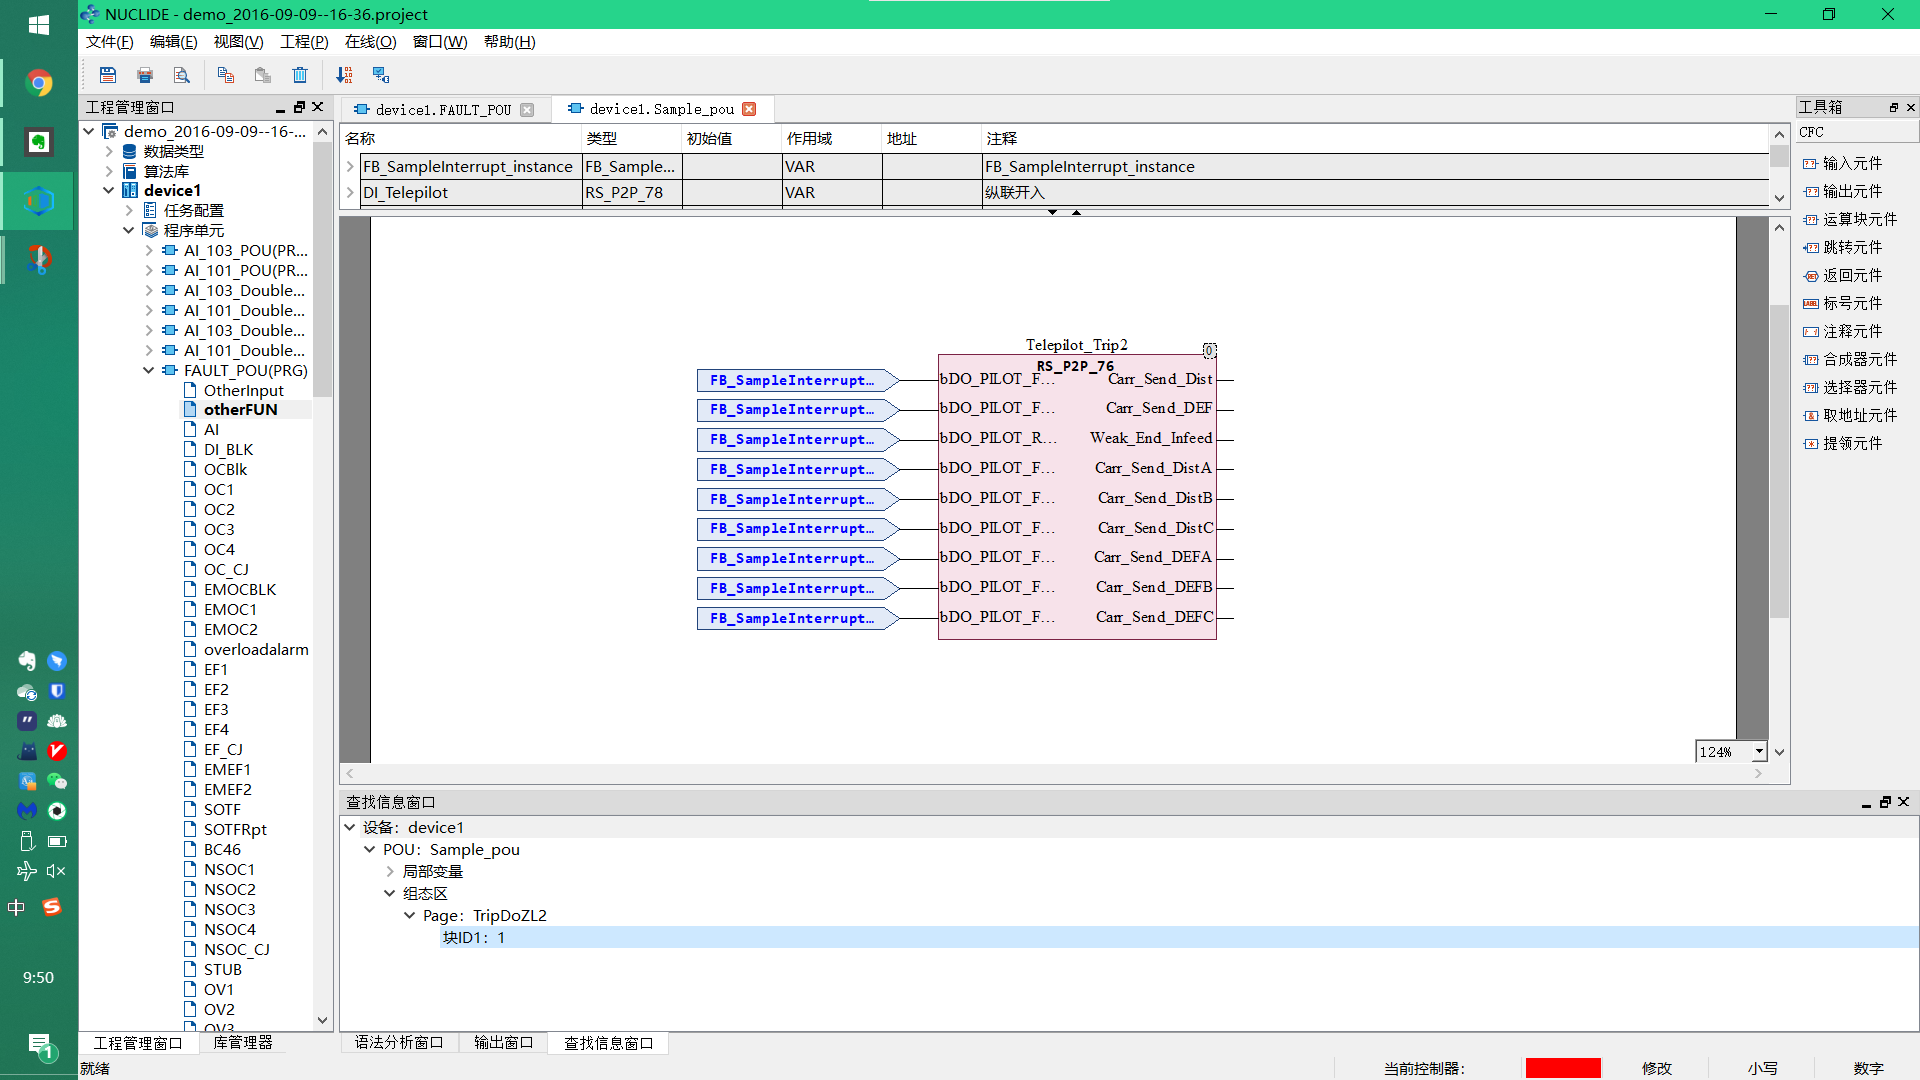 NUCLIDE - demo_2016-09-09--16-36.project
文件(F) 编辑(E) 视图(V) 工程(P) 在线(O) 窗口(W) 帮助(H)
工程管理窗口
demo_2016-09-09--16-...
数据类型
算法库
device1
任务配置
程序单元
AI_103_POU(PR...
AI_101_POU(PR...
AI_103_Double...
AI_101_Double...
AI_103_Double...
AI_101_Double...
FAULT_POU(PRG)
OtherInput
otherFUN
AI
DI_BLK
OCBlk
OC1
OC2
OC3
OC4
OC_CJ
EMOCBLK
EMOC1
EMOC2
overloadalarm
EF1
EF2
EF3
EF4
EF_CJ
EMEF1
EMEF2
SOTF
SOTFRpt
BC46
NSOC1
NSOC2
NSOC3
NSOC4
NSOC_CJ
STUB
OV1
OV2
OV3
工程管理窗口 库管理器
device1.FAULT_POU device1.Sample_pou
名称 类型 初始值 作用域 地址 注释
FB_SampleInterrupt_instance FB_Sample... VAR FB_SampleInterrupt_instance
DI_Telepilot RS_P2P_78 VAR 纵联开入
Telepilot_Trip2
0
RS_P2P_76
FB_SampleInterrupt… bDO_PILOT_F… Carr_Send_Dist
FB_SampleInterrupt… bDO_PILOT_F… Carr_Send_DEF
FB_SampleInterrupt… bDO_PILOT_R… Weak_End_Infeed
FB_SampleInterrupt… bDO_PILOT_F… Carr_Send_DistA
FB_SampleInterrupt… bDO_PILOT_F… Carr_Send_DistB
FB_SampleInterrupt… bDO_PILOT_F… Carr_Send_DistC
FB_SampleInterrupt… bDO_PILOT_F… Carr_Send_DEFA
FB_SampleInterrupt… bDO_PILOT_F… Carr_Send_DEFB
FB_SampleInterrupt… bDO_PILOT_F… Carr_Send_DEFC
124%
工具箱
CFC
输入元件
输出元件
运算块元件
跳转元件
返回元件
标号元件
注释元件
合成器元件
选择器元件
取地址元件
提领元件
查找信息窗口
设备：device1
POU：Sample_pou
局部变量
组态区
Page：TripDoZL2
块ID1：1
语法分析窗口 输出窗口 查找信息窗口
就绪 当前控制器： 修改 小写 数字
中
9:50
1